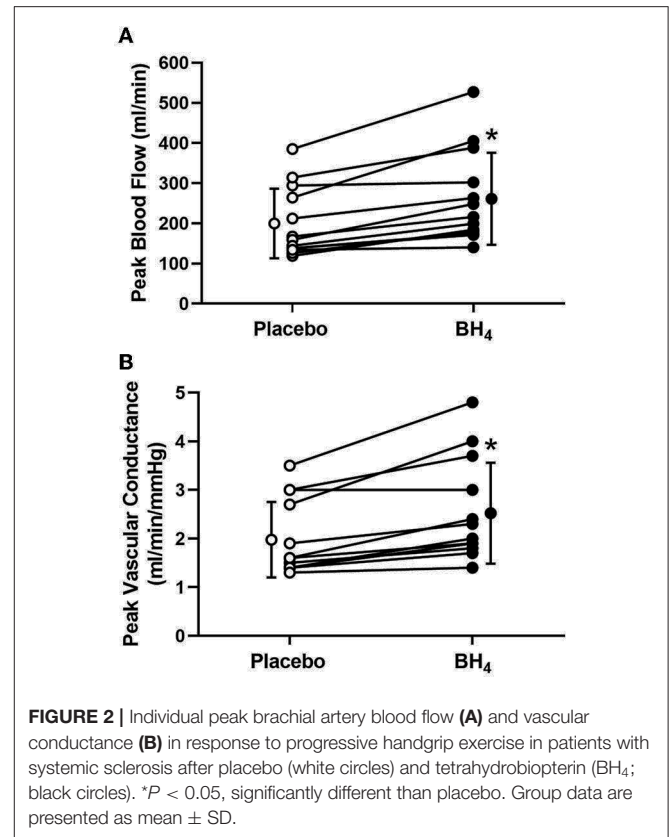 A
600
500
400
300
200
100
0
Peak Blood Flow (ml/min)
*
Placebo BH4
B
5
4
3
2
1
0
Peak Vascular Conductance
(ml/min/mmHg)
*
Placebo BH4
FIGURE 2 | Individual peak brachial artery blood flow (A) and vascular
conductance (B) in response to progressive handgrip exercise in patients with
systemic sclerosis after placebo (white circles) and tetrahydrobiopterin (BH4;
black circles). *P < 0.05, significantly different than placebo. Group data are
presented as mean ± SD.